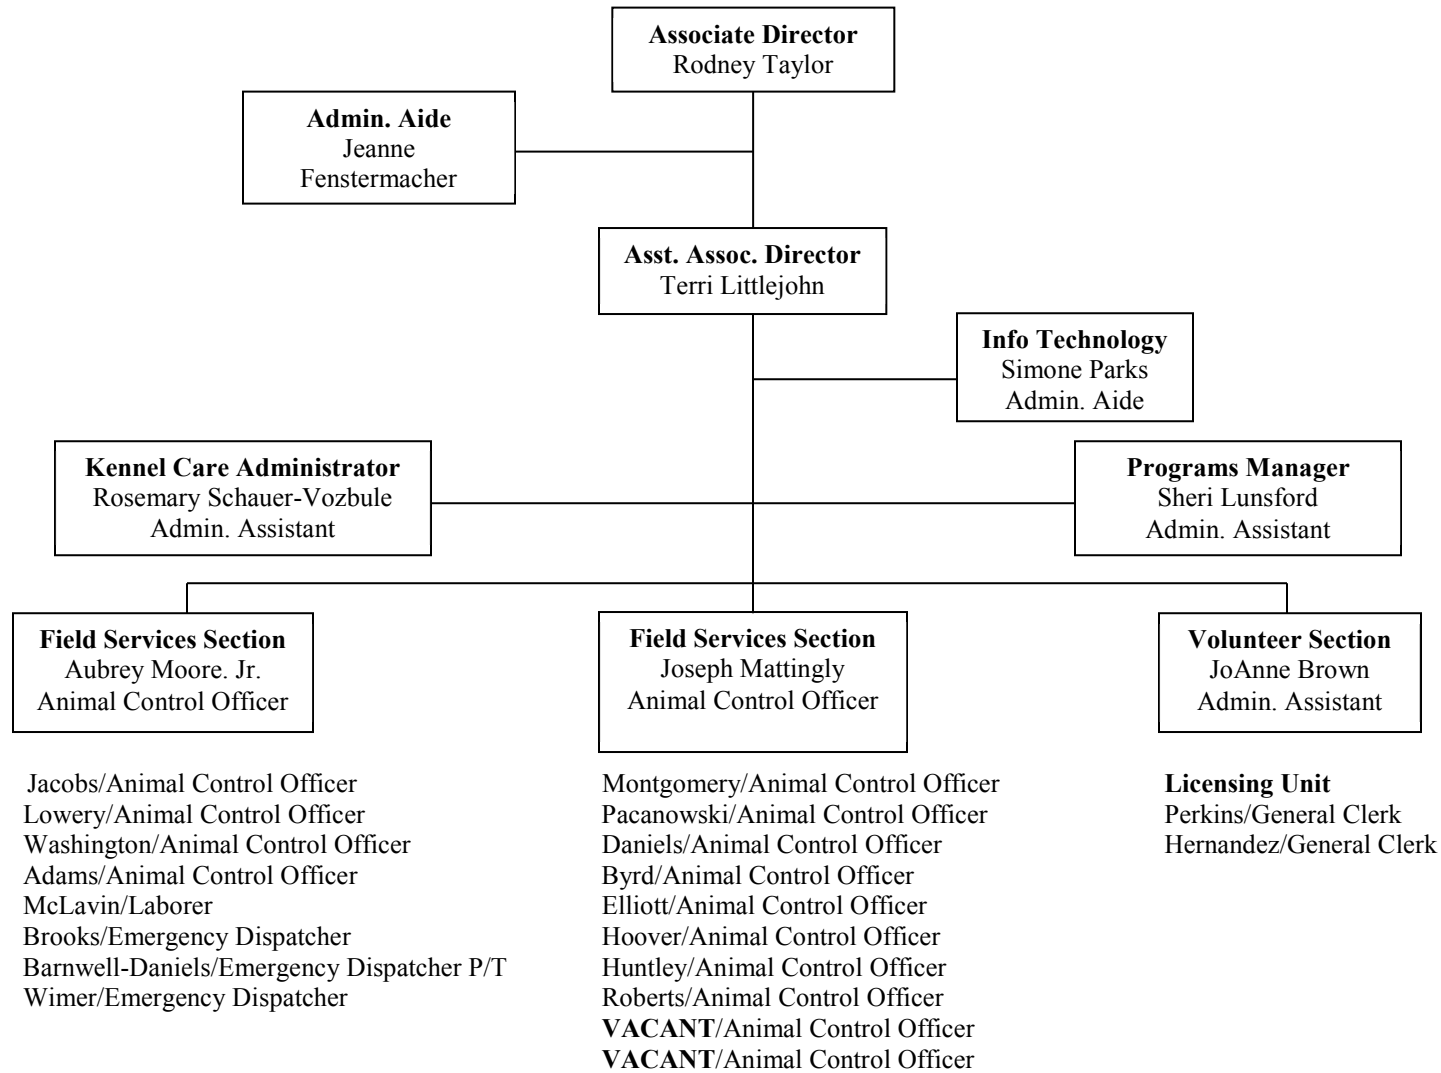 Associate Director
Rodney Taylor
Admin. Aide
Jeanne
Fenstermacher
Asst. Assoc. Director
Terri Littlejohn
Info Technology
Simone Parks
Admin. Aide
Kennel Care Administrator
Rosemary Schauer-Vozbule
Admin. Assistant
Programs Manager
Sheri Lunsford
Admin. Assistant
Field Services Section
Aubrey Moore. Jr.
Animal Control Officer
Field Services Section
Joseph Mattingly
Animal Control Officer
Volunteer Section
JoAnne Brown
Admin. Assistant
Jacobs/Animal Control Officer
Lowery/Animal Control Officer
Washington/Animal Control Officer
Adams/Animal Control Officer
McLavin/Laborer
Brooks/Emergency Dispatcher
Barnwell-Daniels/Emergency Dispatcher P/T
Wimer/Emergency Dispatcher
Montgomery/Animal Control Officer
Pacanowski/Animal Control Officer
Daniels/Animal Control Officer
Byrd/Animal Control Officer
Elliott/Animal Control Officer
Hoover/Animal Control Officer
Huntley/Animal Control Officer
Roberts/Animal Control Officer
VACANT/Animal Control Officer
VACANT/Animal Control Officer
Licensing Unit
Perkins/General Clerk
Hernandez/General Clerk